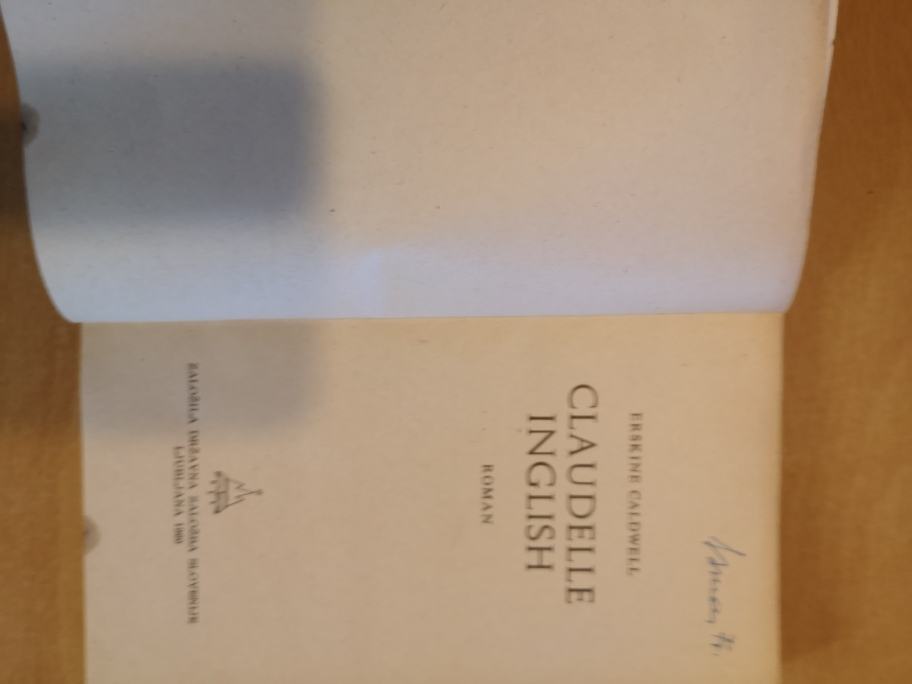 ERSKINE CALDWELL
CLAUDELLE
INGLISH
ROMAN
ZALOŽILA DRŽAVNA ZALOŽBA SLOVENIJE
LJUBLJANA 1960